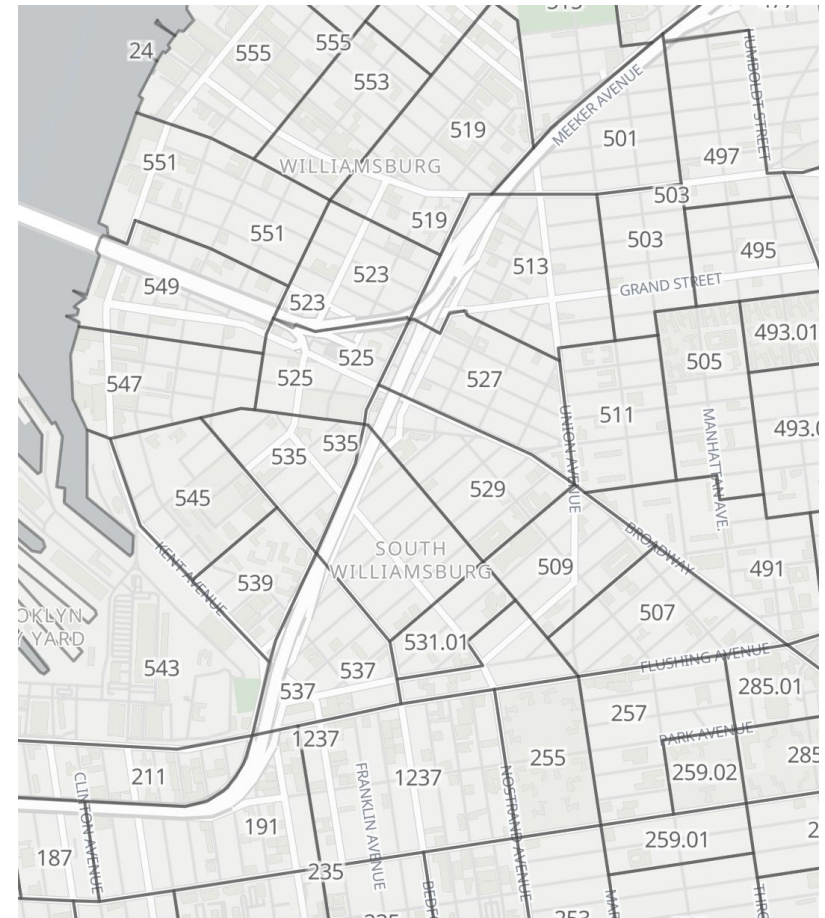 24
555
555
553
519
MEEKER AVENUE
HUMBOLDT STREET
501
497
551
WILLIAMSBURG
503
519
551
503
495
523
513
549
523
GRAND STREET
493.01
525
505
525
527
547
511
UNION AVENUE
MANHATTAN AVE.
535
535
529
545
SOUTH
WILLIAMSBURG
KENT AVENUE
BROADWAY
539
509
491
507
531.01
543
537
537
FLUSHING AVENUE
285.01
257
1237
PARK AVENUE
255
211
1237
259.02
CLINTON AVENUE
FRANKLIN AVENUE
NOSTRAND AVENUE
191
259.01
187
235
YARD